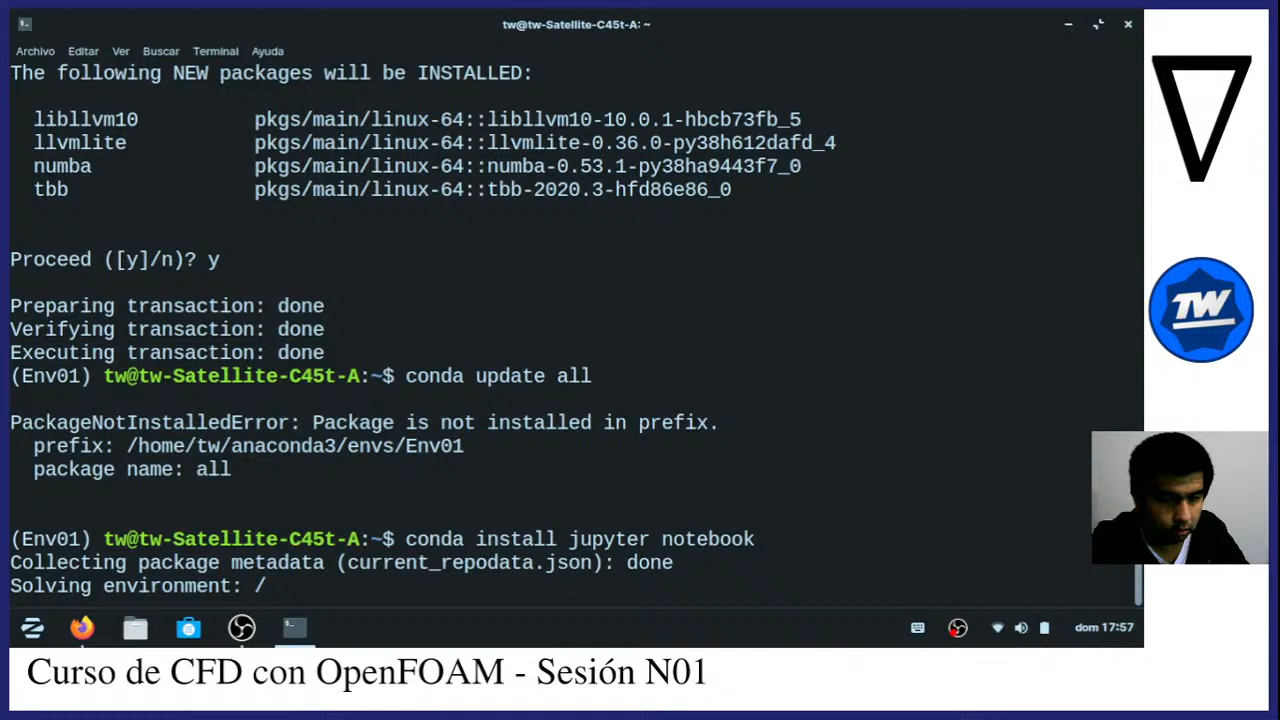 tw@tw-Satellite-C45t-A: ~
Archivo Editar Ver Buscar Terminal Ayuda
The following NEW packages will be INSTALLED:
libllvm10 pkgs/main/linux-64::libllvm10-10.0.1-hbcb73fb_5
llvmlite pkgs/main/linux-64::llvmlite-0.36.0-py38h612dafd_4
numba pkgs/main/linux-64::numba-0.53.1-py38ha9443f7_0
tbb pkgs/main/linux-64::tbb-2020.3-hfd86e86_0
Proceed ([y]/n)? y
Preparing transaction: done
Verifying transaction: done
Executing transaction: done
(Env01) tw@tw-Satellite-C45t-A:~$ conda update all
PackageNotInstalledError: Package is not installed in prefix.
prefix: /home/tw/anaconda3/envs/Env01
package name: all
(Env01) tw@tw-Satellite-C45t-A:~$ conda install jupyter notebook
Collecting package metadata (current_repodata.json): done
Solving environment: /
TW
dom 17:57
Curso de CFD con OpenFOAM - Sesión N01